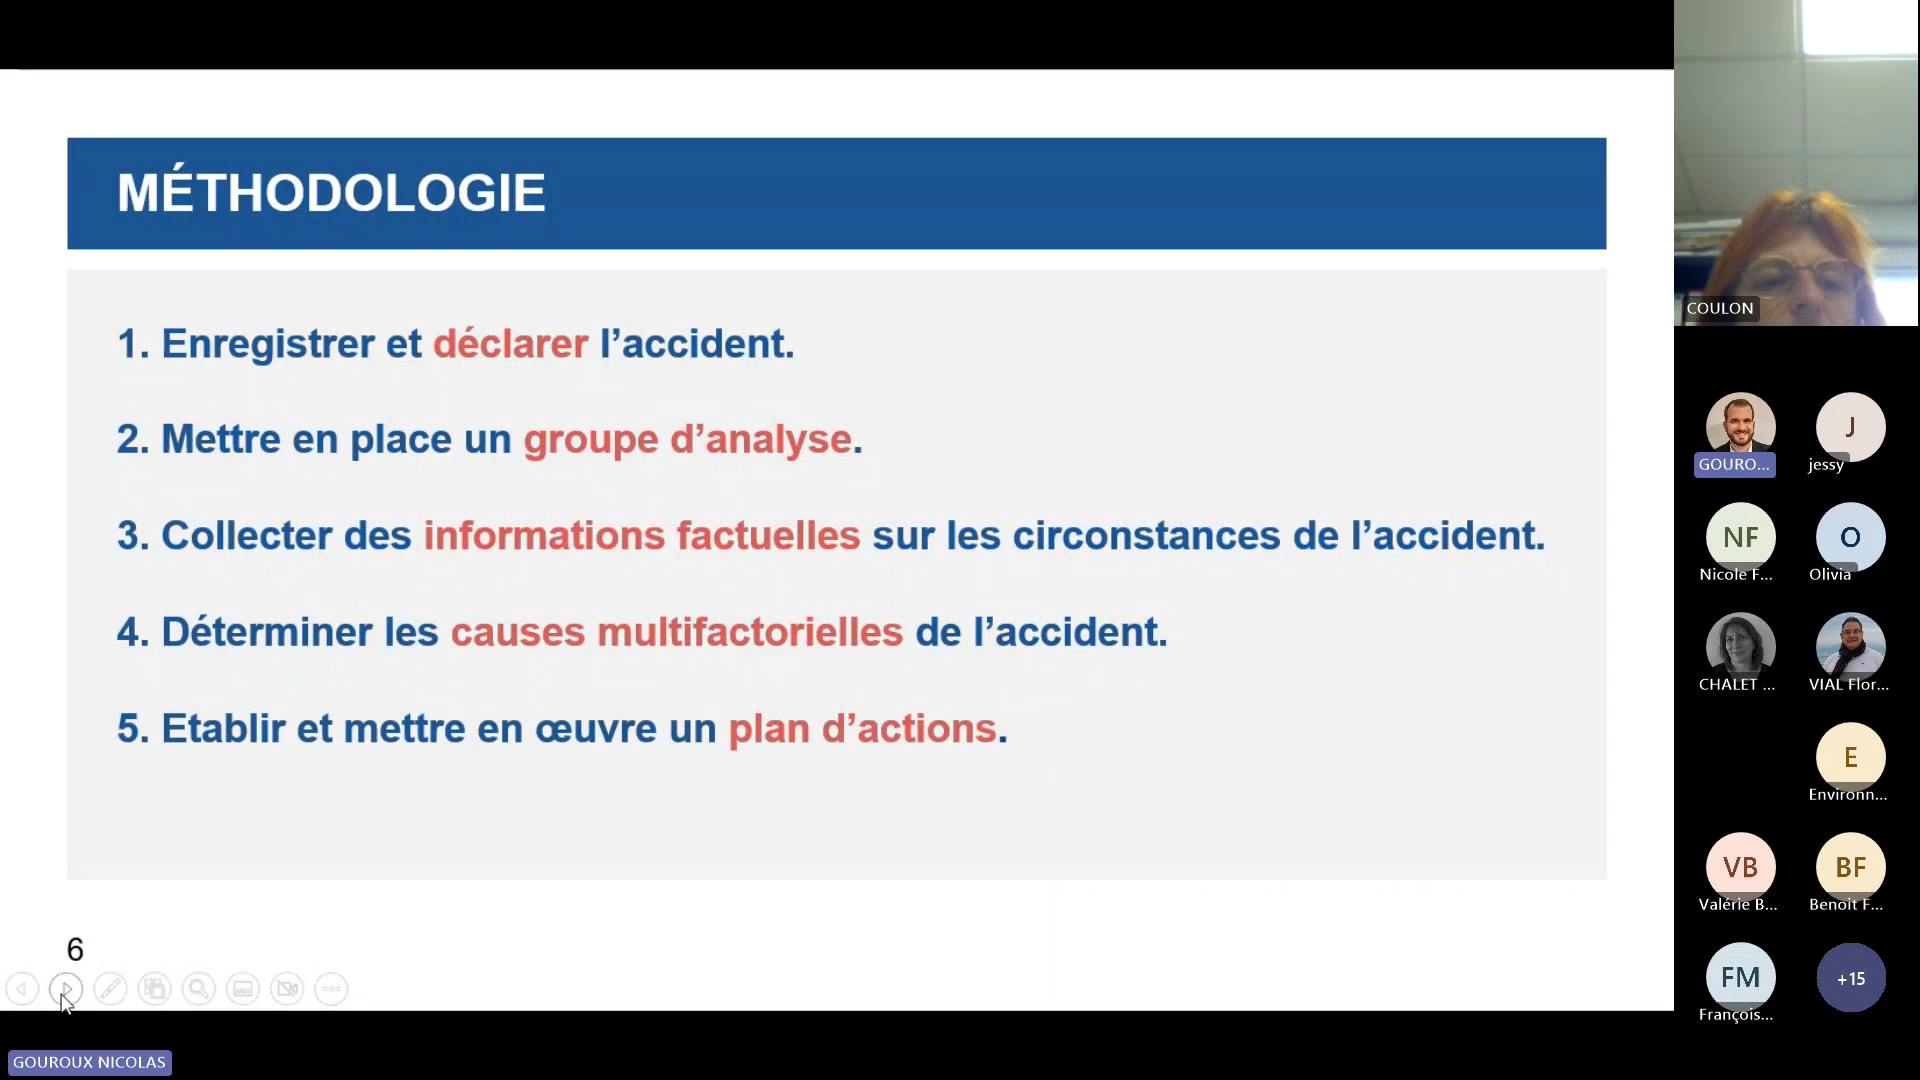 MÉTHODOLOGIE
1. Enregistrer et déclarer l’accident.
2. Mettre en place un groupe d’analyse.
3. Collecter des informations factuelles sur les circonstances de l’accident.
4. Déterminer les causes multifactorielles de l’accident.
5. Etablir et mettre en œuvre un plan d’actions.
6
GOUROUX NICOLAS
COULON
GOURO...
J
jessy
NF
Nicole F...
O
Olivia
CHALET ...
VIAL Flor...
E
Environn...
VB
Valérie B...
BF
Benoit F...
FM
François...
+15